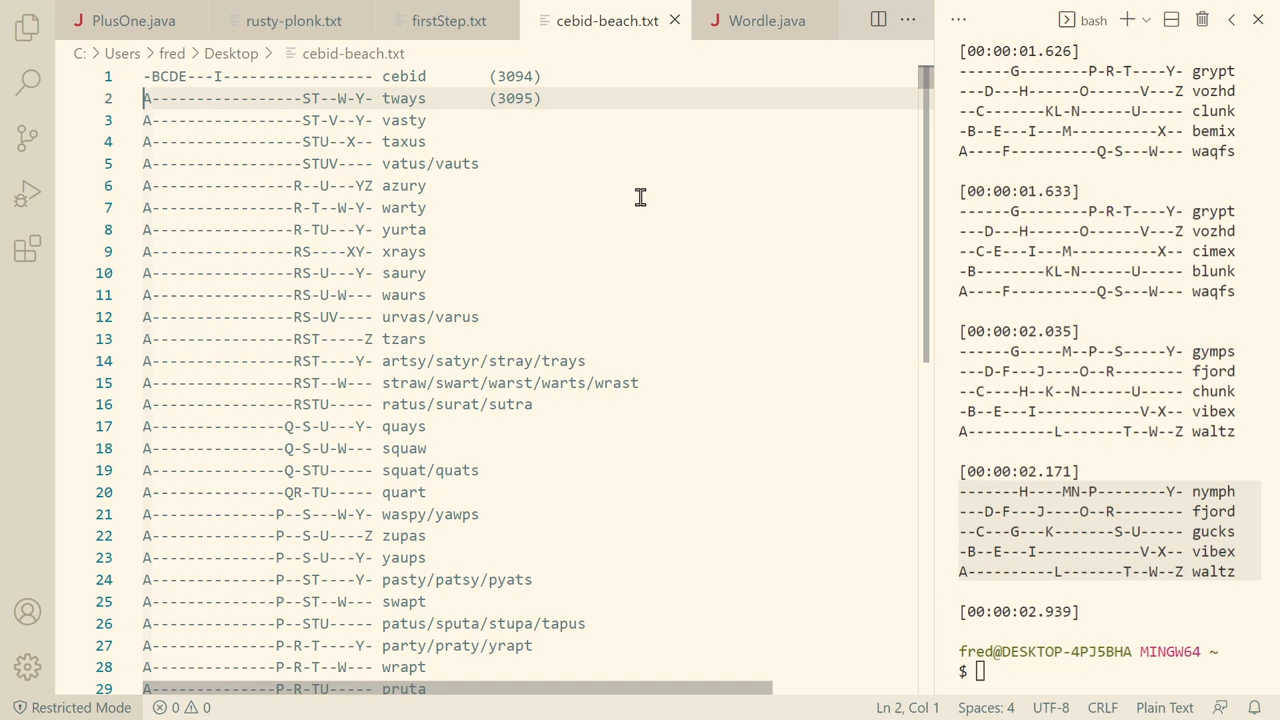 PlusOne.java rusty-plonk.txt firstStep.txt cebid-beach.txt Wordle.java
C: > Users > fred > Desktop > cebid-beach.txt
1 -BCDE---I----------------- cebid (3094)
2 A-----------------ST--W-Y- tways (3095)
3 A-----------------ST-V--Y- vasty
4 A-----------------STU--X-- taxus
5 A-----------------STUV---- vatus/vauts
6 A----------------R--U---YZ azury
7 A----------------R-T--W-Y- warty
8 A----------------R-TU---Y- yurta
9 A----------------RS----XY- xrays
10 A----------------RS-U---Y- saury
11 A----------------RS-U-W--- waurs
12 A----------------RS-UV---- urvas/varus
13 A----------------RST-----Z tzars
14 A----------------RST----Y- artsy/satyr/stray/trays
15 A----------------RST--W--- straw/swart/warst/warts/wrast
16 A----------------RSTU----- ratus/surat/sutra
17 A---------------Q-S-U---Y- quays
18 A---------------Q-S-U-W--- squaw
19 A---------------Q-STU----- squat/quats
20 A---------------QR-TU----- quart
21 A--------------P--S---W-Y- waspy/yawps
22 A--------------P--S-U----Z zupas
23 A--------------P--S-U---Y- yaups
24 A--------------P--ST----Y- pasty/patsy/pyats
25 A--------------P--ST--W--- swapt
26 A--------------P--STU----- patus/sputa/stupa/tapus
27 A--------------P-R-T----Y- party/praty/yrapt
28 A--------------P-R-T--W--- wrapt
29 A--------------P-R-TU----- pruta
bash
[00:00:01.626]
------G--------P-R-T----Y- grypt
---D---H------O------V---Z vozhd
--C-------KL-N------U----- clunk
-B--E---I---M----------X-- bemix
A----F----------Q-S---W--- waqfs
[00:00:01.633]
------G--------P-R-T----Y- grypt
---D---H------O------V---Z vozhd
--C-E---I---M----------X-- cimex
-B--------KL-N------U----- blunk
A----F----------Q-S---W--- waqfs
[00:00:02.035]
------G-----M--P--S-----Y- gymps
---D-F---J----O--R-------- fjord
--C----H--K--N------U----- chunk
-B--E---I------------V-X-- vibex
A----------L-------T--W--Z waltz
[00:00:02.171]
-------H----MN-P--------Y- nymph
---D-F---J----O--R-------- fjord
--C---G---K-------S-U----- gucks
-B--E---I------------V-X-- vibex
A----------L-------T--W--Z waltz
[00:00:02.939]
fred@DESKTOP-4PJ5BHA MINGW64 ~
$
Restricted Mode 0 0 Ln 2, Col 1 Spaces: 4 UTF-8 CRLF Plain Text